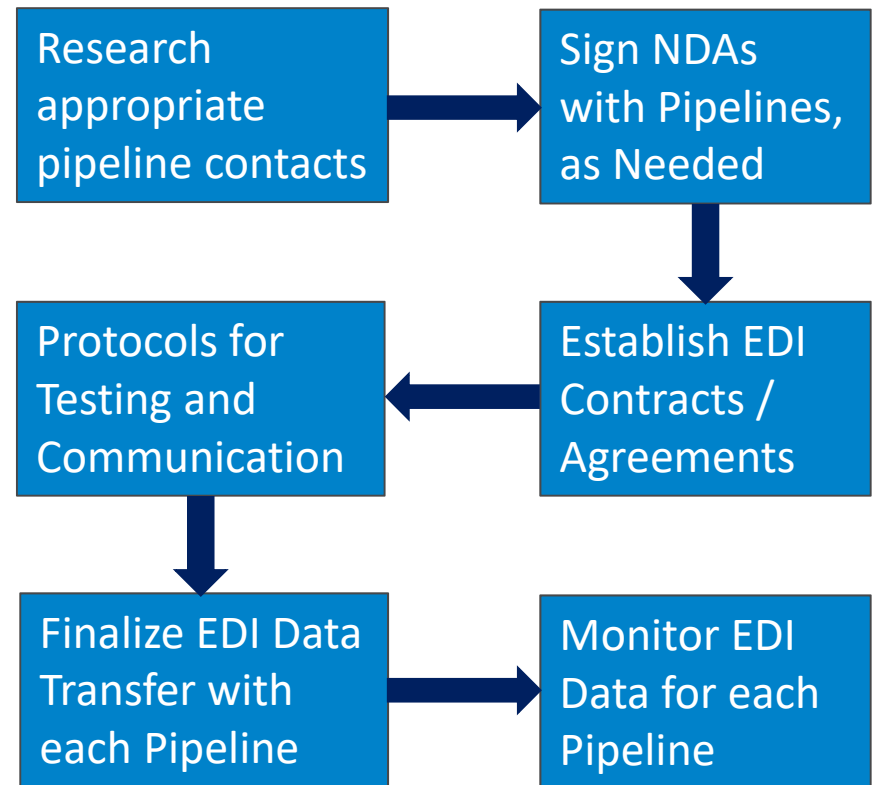 Research
appropriate
pipeline contacts
Sign NDAs
with Pipelines,
as Needed
Establish EDI
Contracts /
Agreements
Protocols for
Testing and
Communication
Finalize EDI Data
Transfer with
each Pipeline
Monitor EDI
Data for each
Pipeline